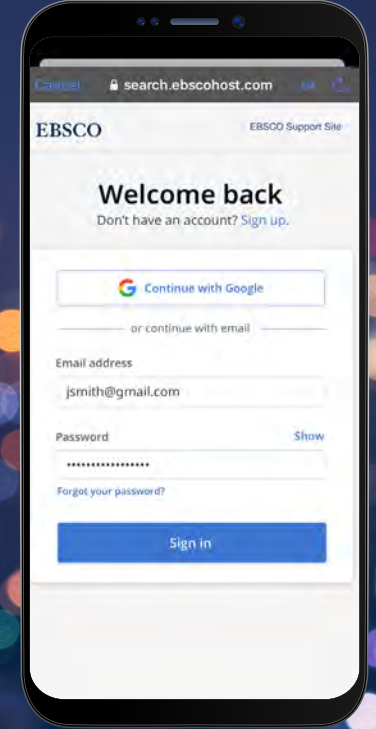 Cancel search.ebscohost.com
EBSCO EBSCO Support Site
Welcome back
Don't have an account? Sign up.
Continue with Google
or continue with email
Email address
jsmith@gmail.com
Password Show
•••••••••••••••••
Forgot your password?
Sign in